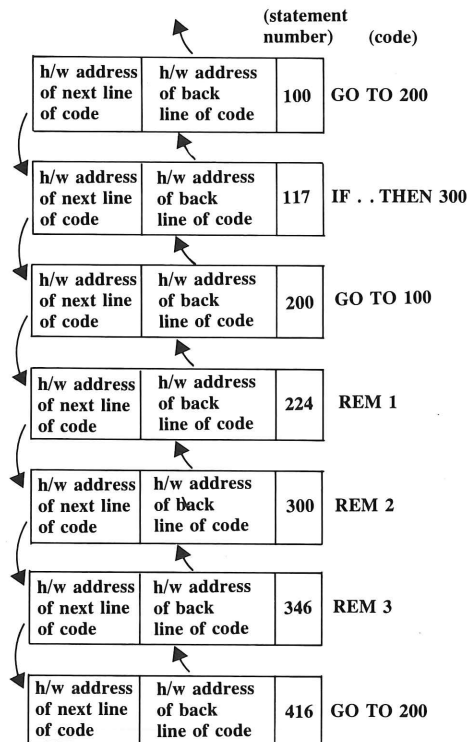 (statement
number) (code)
h/w address h/w address
of next line of back 100 GO TO 200
of code line of code
h/w address h/w address
of next line of back 117 IF . . THEN 300
of code line of code
h/w address h/w address
of next line of back 200 GO TO 100
of code line of code
h/w address h/w address
of next line of back 224 REM 1
of code line of code
h/w address h/w address
of next line of back 300 REM 2
of code line of code
h/w address h/w address
of next line of back 346 REM 3
of code line of code
h/w address h/w address
of next line of back 416 GO TO 200
of code line of code